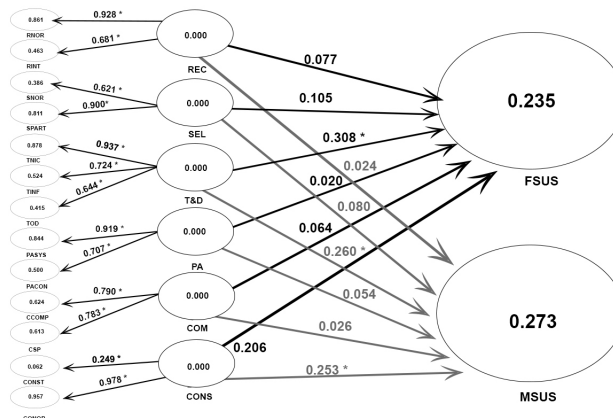 0.861
RNOR
0.463
RINT
0.386
SNOR
0.811
SPART
0.878
TNIC
0.524
TINF
0.415
TOD
0.844
PASYS
0.500
PACON
0.624
CCOMP
0.613
CSP
0.062
CONST
0.957
0.928 *
0.681 *
0.621 *
0.900*
0.937 *
0.724 *
0.644 *
0.919 *
0.707 *
0.790 *
0.783 *
0.249 *
0.978 *
0.000
REC
0.000
SEL
0.000
T&D
0.000
PA
0.000
COM
0.000
CONS
0.077
0.105
0.308 *
0.024
0.020
0.080
0.064
0.260 *
0.054
0.026
0.206
0.253 *
0.235
FSUS
0.273
MSUS